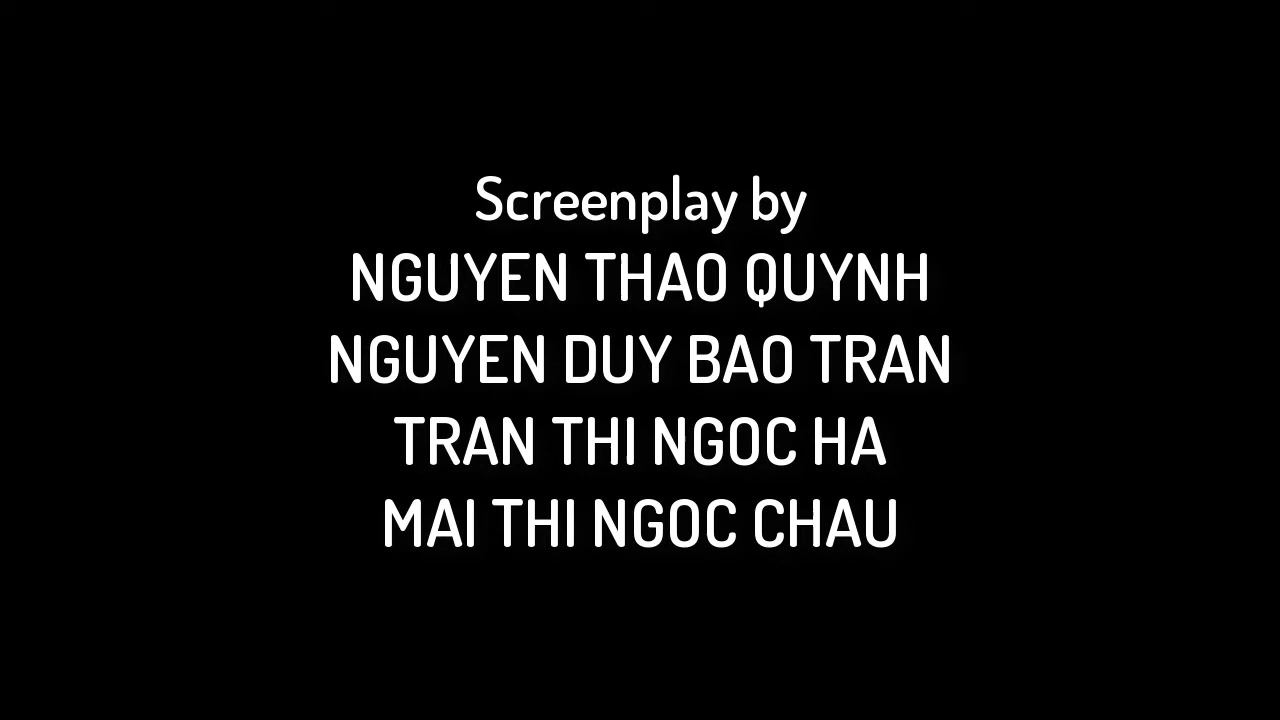 Screenplay by
NGUYEN THAO QUYNH
NGUYEN DUY BAO TRAN
TRAN THI NGOC HA
MAI THI NGOC CHAU